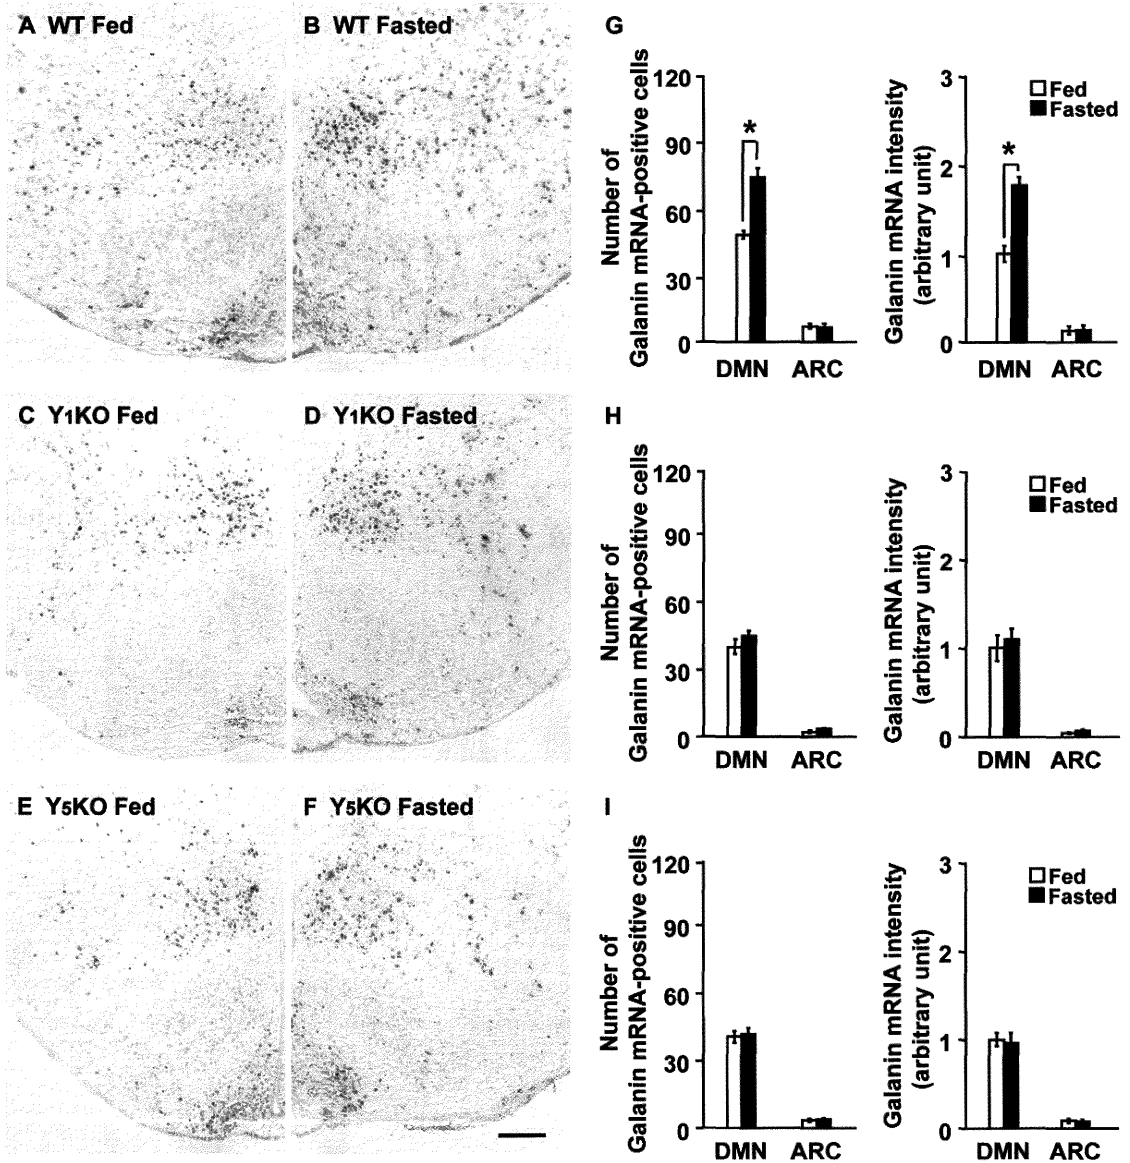 A WT Fed
B WT Fasted
G
Number of
Galanin mRNA-positive cells
120
90
60
30
0
*
DMN
ARC
Galanin mRNA intensity
(arbitrary unit)
3
2
1
0
*
Fed
Fasted
DMN
ARC
C Y1KO Fed
D Y1KO Fasted
H
Number of
Galanin mRNA-positive cells
120
90
60
30
0
DMN
ARC
Galanin mRNA intensity
(arbitrary unit)
3
2
1
0
Fed
Fasted
DMN
ARC
E Y5KO Fed
F Y5KO Fasted
I
Number of
Galanin mRNA-positive cells
120
90
60
30
0
DMN
ARC
Galanin mRNA intensity
(arbitrary unit)
3
2
1
0
Fed
Fasted
DMN
ARC